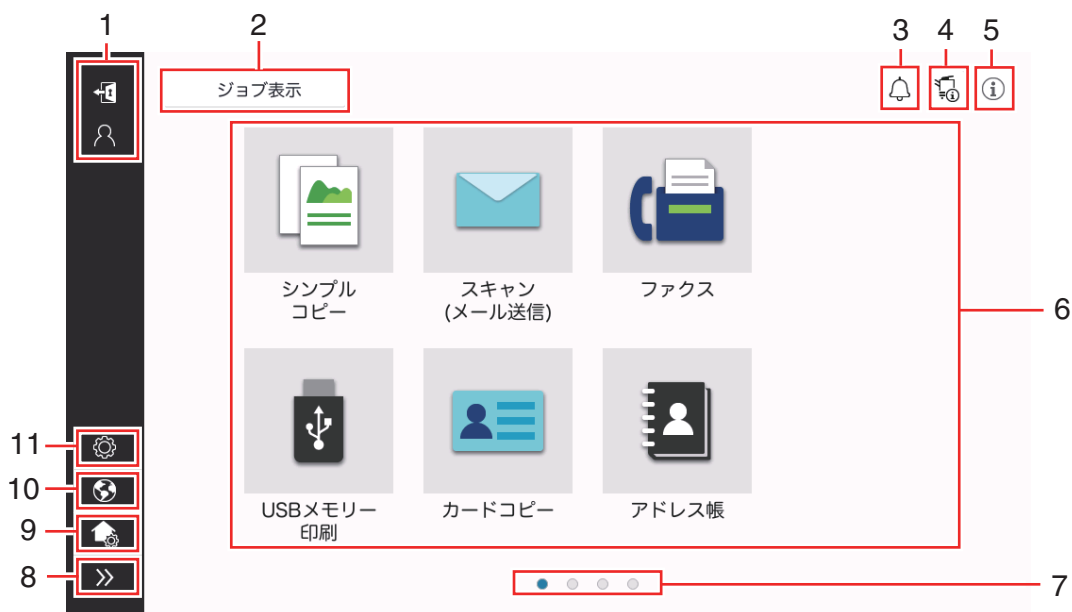 1
2
3
4
5
ジョブ表示
シンプル
コピー
スキャン
(メール送信)
ファクス
6
USBメモリー
印刷
カードコピー
アドレス帳
11
10
9
8
7